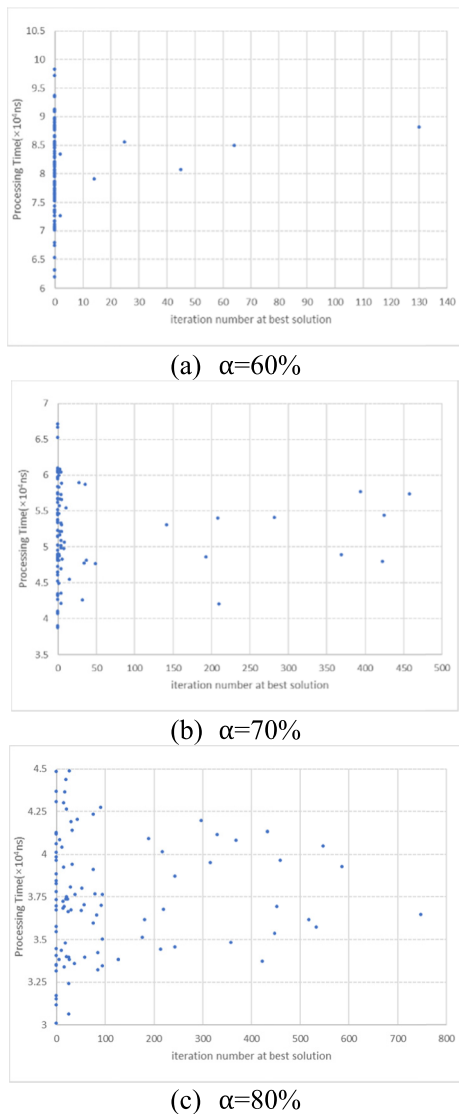 10.5
10
9.5
9
8.5
8
7.5
7
6.5
6
Processing Time(×10⁴ns)
0 10 20 30 40 50 60 70 80 90 100 110 120 130 140
iteration number at best solution
(a) α=60%
7
6.5
6
5.5
5
4.5
4
3.5
Processing Time(×10⁴ns)
0 50 100 150 200 250 300 350 400 450 500
iteration number at best solution
(b) α=70%
4.5
4.25
4
3.75
3.5
3.25
3
Processing Time(×10⁴ns)
0 100 200 300 400 500 600 700 800
iteration number at best solution
(c) α=80%